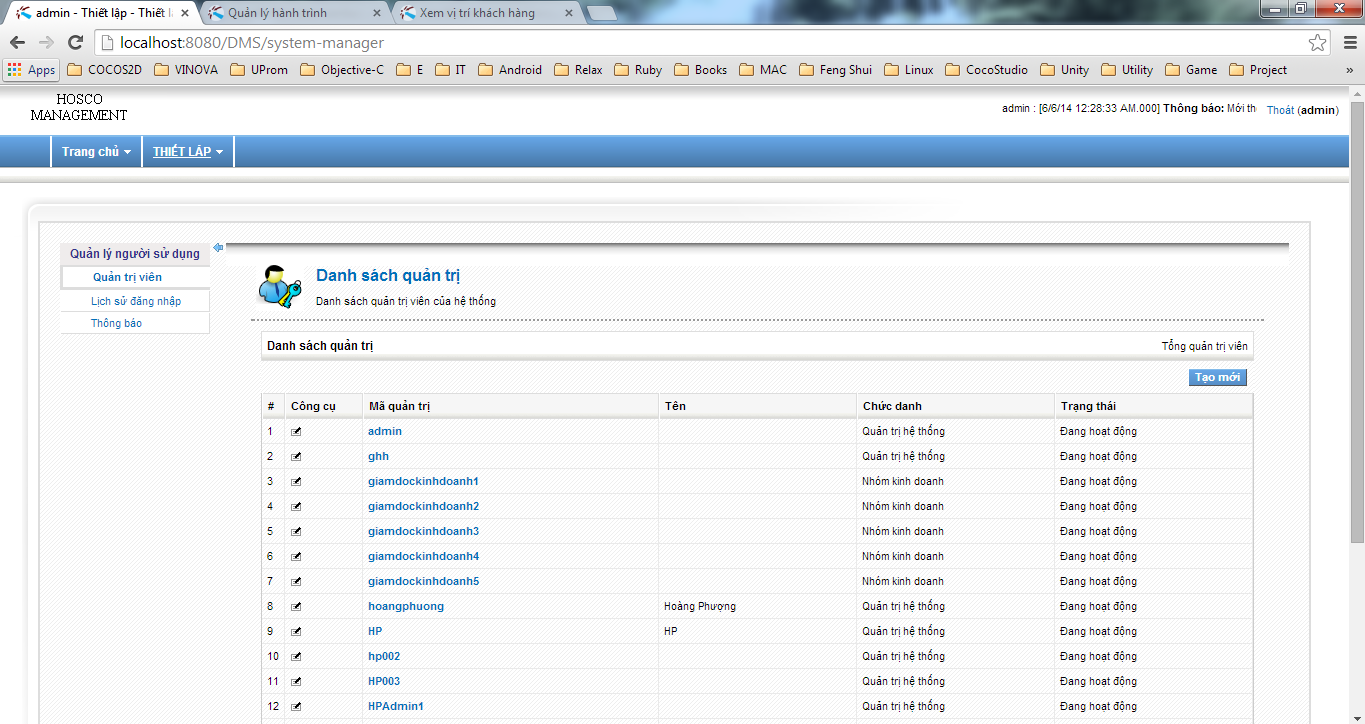 admin - Thiết lập - Thiết l Quản lý hành trình Xem vị trí khách hàng
localhost:8080/DMS/system-manager
Apps COCOS2D VINOVA UProm Objective-C E IT Android Relax Ruby Books MAC Feng Shui Linux CocoStudio Unity Utility Game Project »
HOSCO
MANAGEMENT
admin : [6/6/14 12:28:33 AM.000] Thông báo: Mới th Thoát (admin)
Trang chủ THIẾT LẬP
Quản lý người sử dụng
Quản trị viên
Lịch sử đăng nhập
Thông báo
Danh sách quản trị
Danh sách quản trị viên của hệ thống
Danh sách quản trị Tổng quản trị viên
Tạo mới
# Công cụ Mã quản trị Tên Chức danh Trạng thái
1 admin Quản trị hệ thống Đang hoạt động
2 ghh Quản trị hệ thống Đang hoạt động
3 giamdockinhdoanh1 Nhóm kinh doanh Đang hoạt động
4 giamdockinhdoanh2 Nhóm kinh doanh Đang hoạt động
5 giamdockinhdoanh3 Nhóm kinh doanh Đang hoạt động
6 giamdockinhdoanh4 Nhóm kinh doanh Đang hoạt động
7 giamdockinhdoanh5 Nhóm kinh doanh Đang hoạt động
8 hoangphuong Hoàng Phượng Quản trị hệ thống Đang hoạt động
9 HP HP Quản trị hệ thống Đang hoạt động
10 hp002 Quản trị hệ thống Đang hoạt động
11 HP003 Quản trị hệ thống Đang hoạt động
12 HPAdmin1 Quản trị hệ thống Đang hoạt động